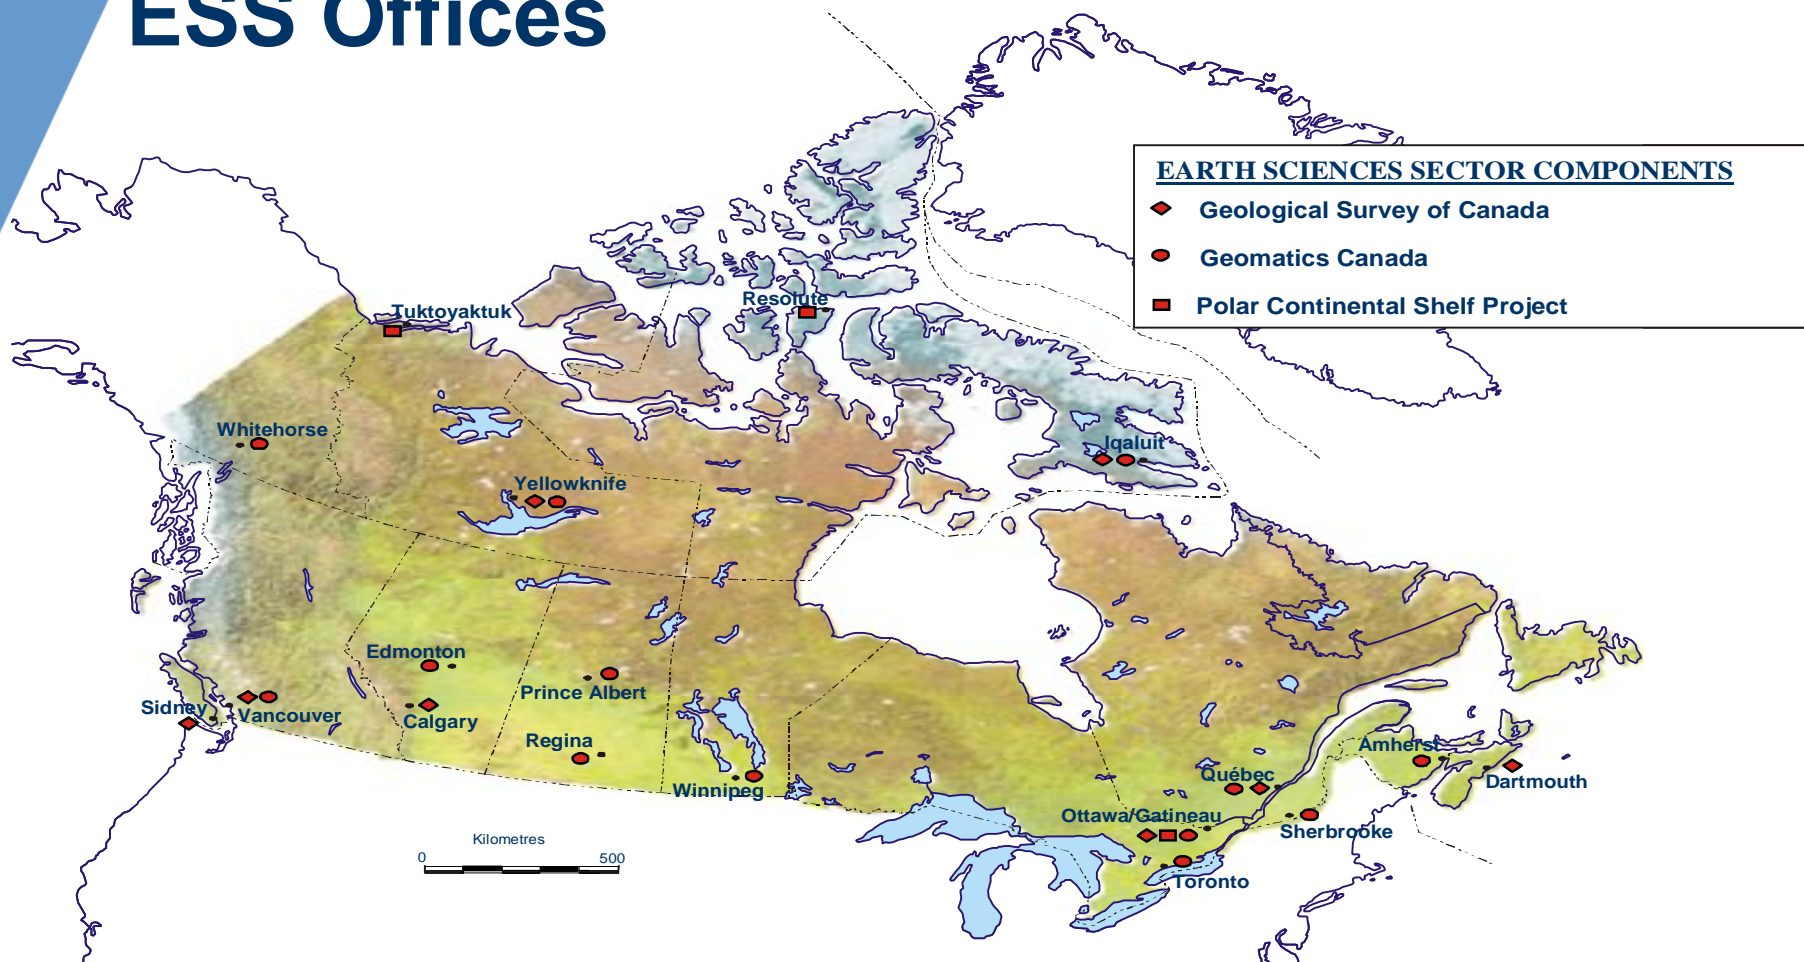 ESS Offices
EARTH SCIENCES SECTOR COMPONENTS
Geological Survey of Canada
Geomatics Canada
Polar Continental Shelf Project
Resolute
Tuktoyaktuk
Whitehorse
Iqaluit
Yellowknife
Edmonton
Prince Albert
Sidney
Vancouver
Calgary
Regina
Winnipeg
Amherst
Québec
Dartmouth
Ottawa/Gatineau
Sherbrooke
Toronto
Kilometres
0 500